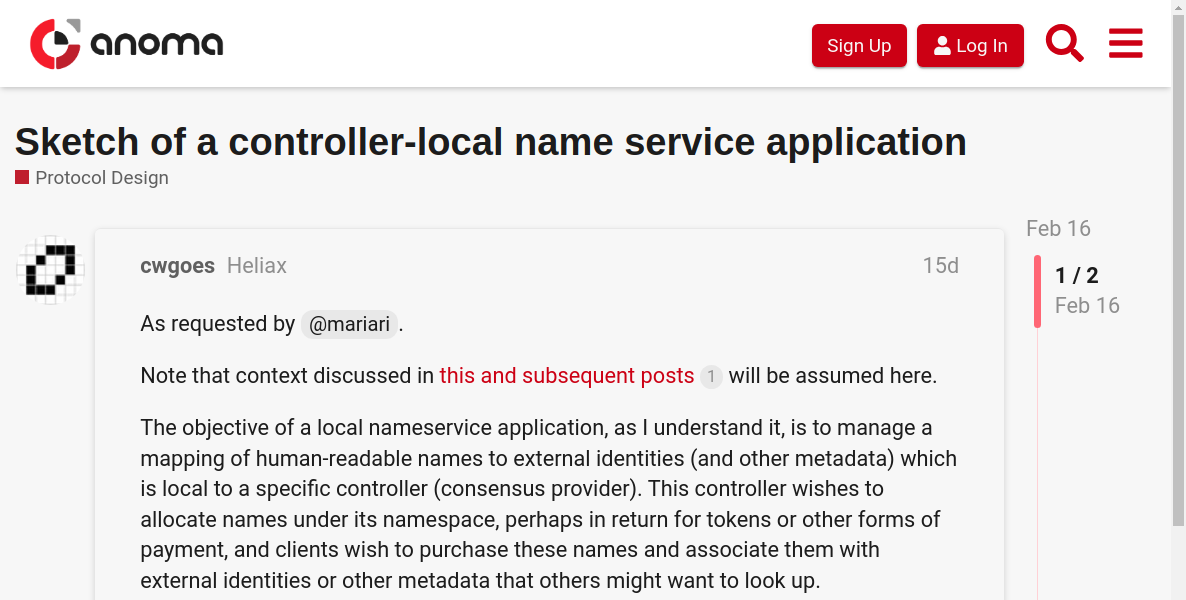 anoma
Sign Up
Log In
Sketch of a controller-local name service application
Protocol Design
cwgoes Heliax
15d
As requested by @mariari .
Note that context discussed in this and subsequent posts 1 will be assumed here.
The objective of a local nameservice application, as I understand it, is to manage a
mapping of human-readable names to external identities (and other metadata) which
is local to a specific controller (consensus provider). This controller wishes to
allocate names under its namespace, perhaps in return for tokens or other forms of
payment, and clients wish to purchase these names and associate them with
external identities or other metadata that others might want to look up.
Feb 16
1 / 2
Feb 16